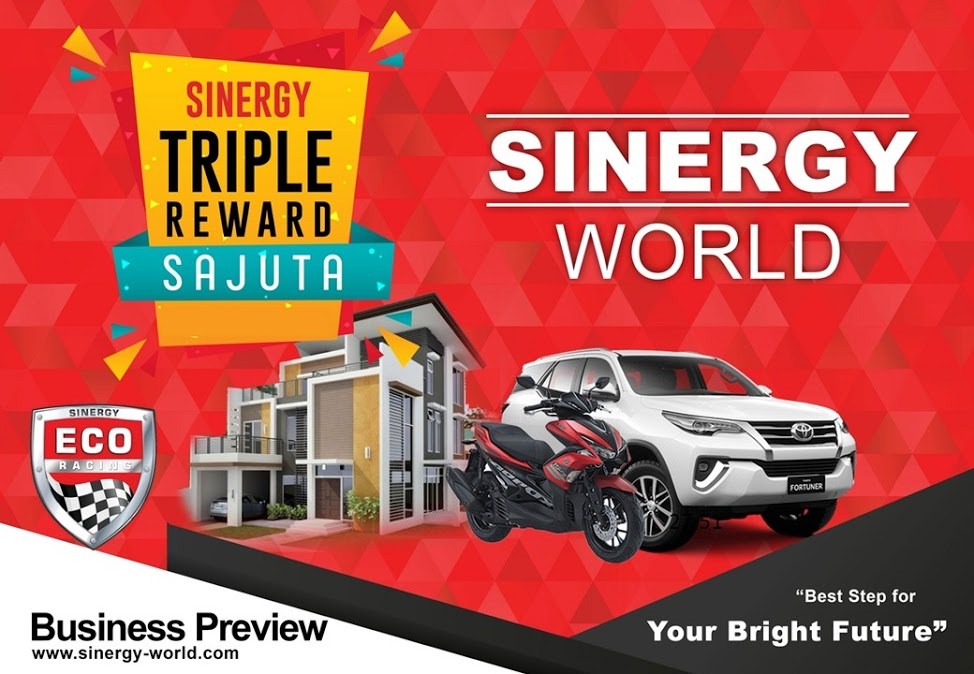 SINERGY
TRIPLE
REWARD
SAJUTA
SINERGY
WORLD
SINERGY
ECO
RACING
FORTUNER
Business Preview
www.sinergy-world.com
“Best Step for
Your Bright Future”